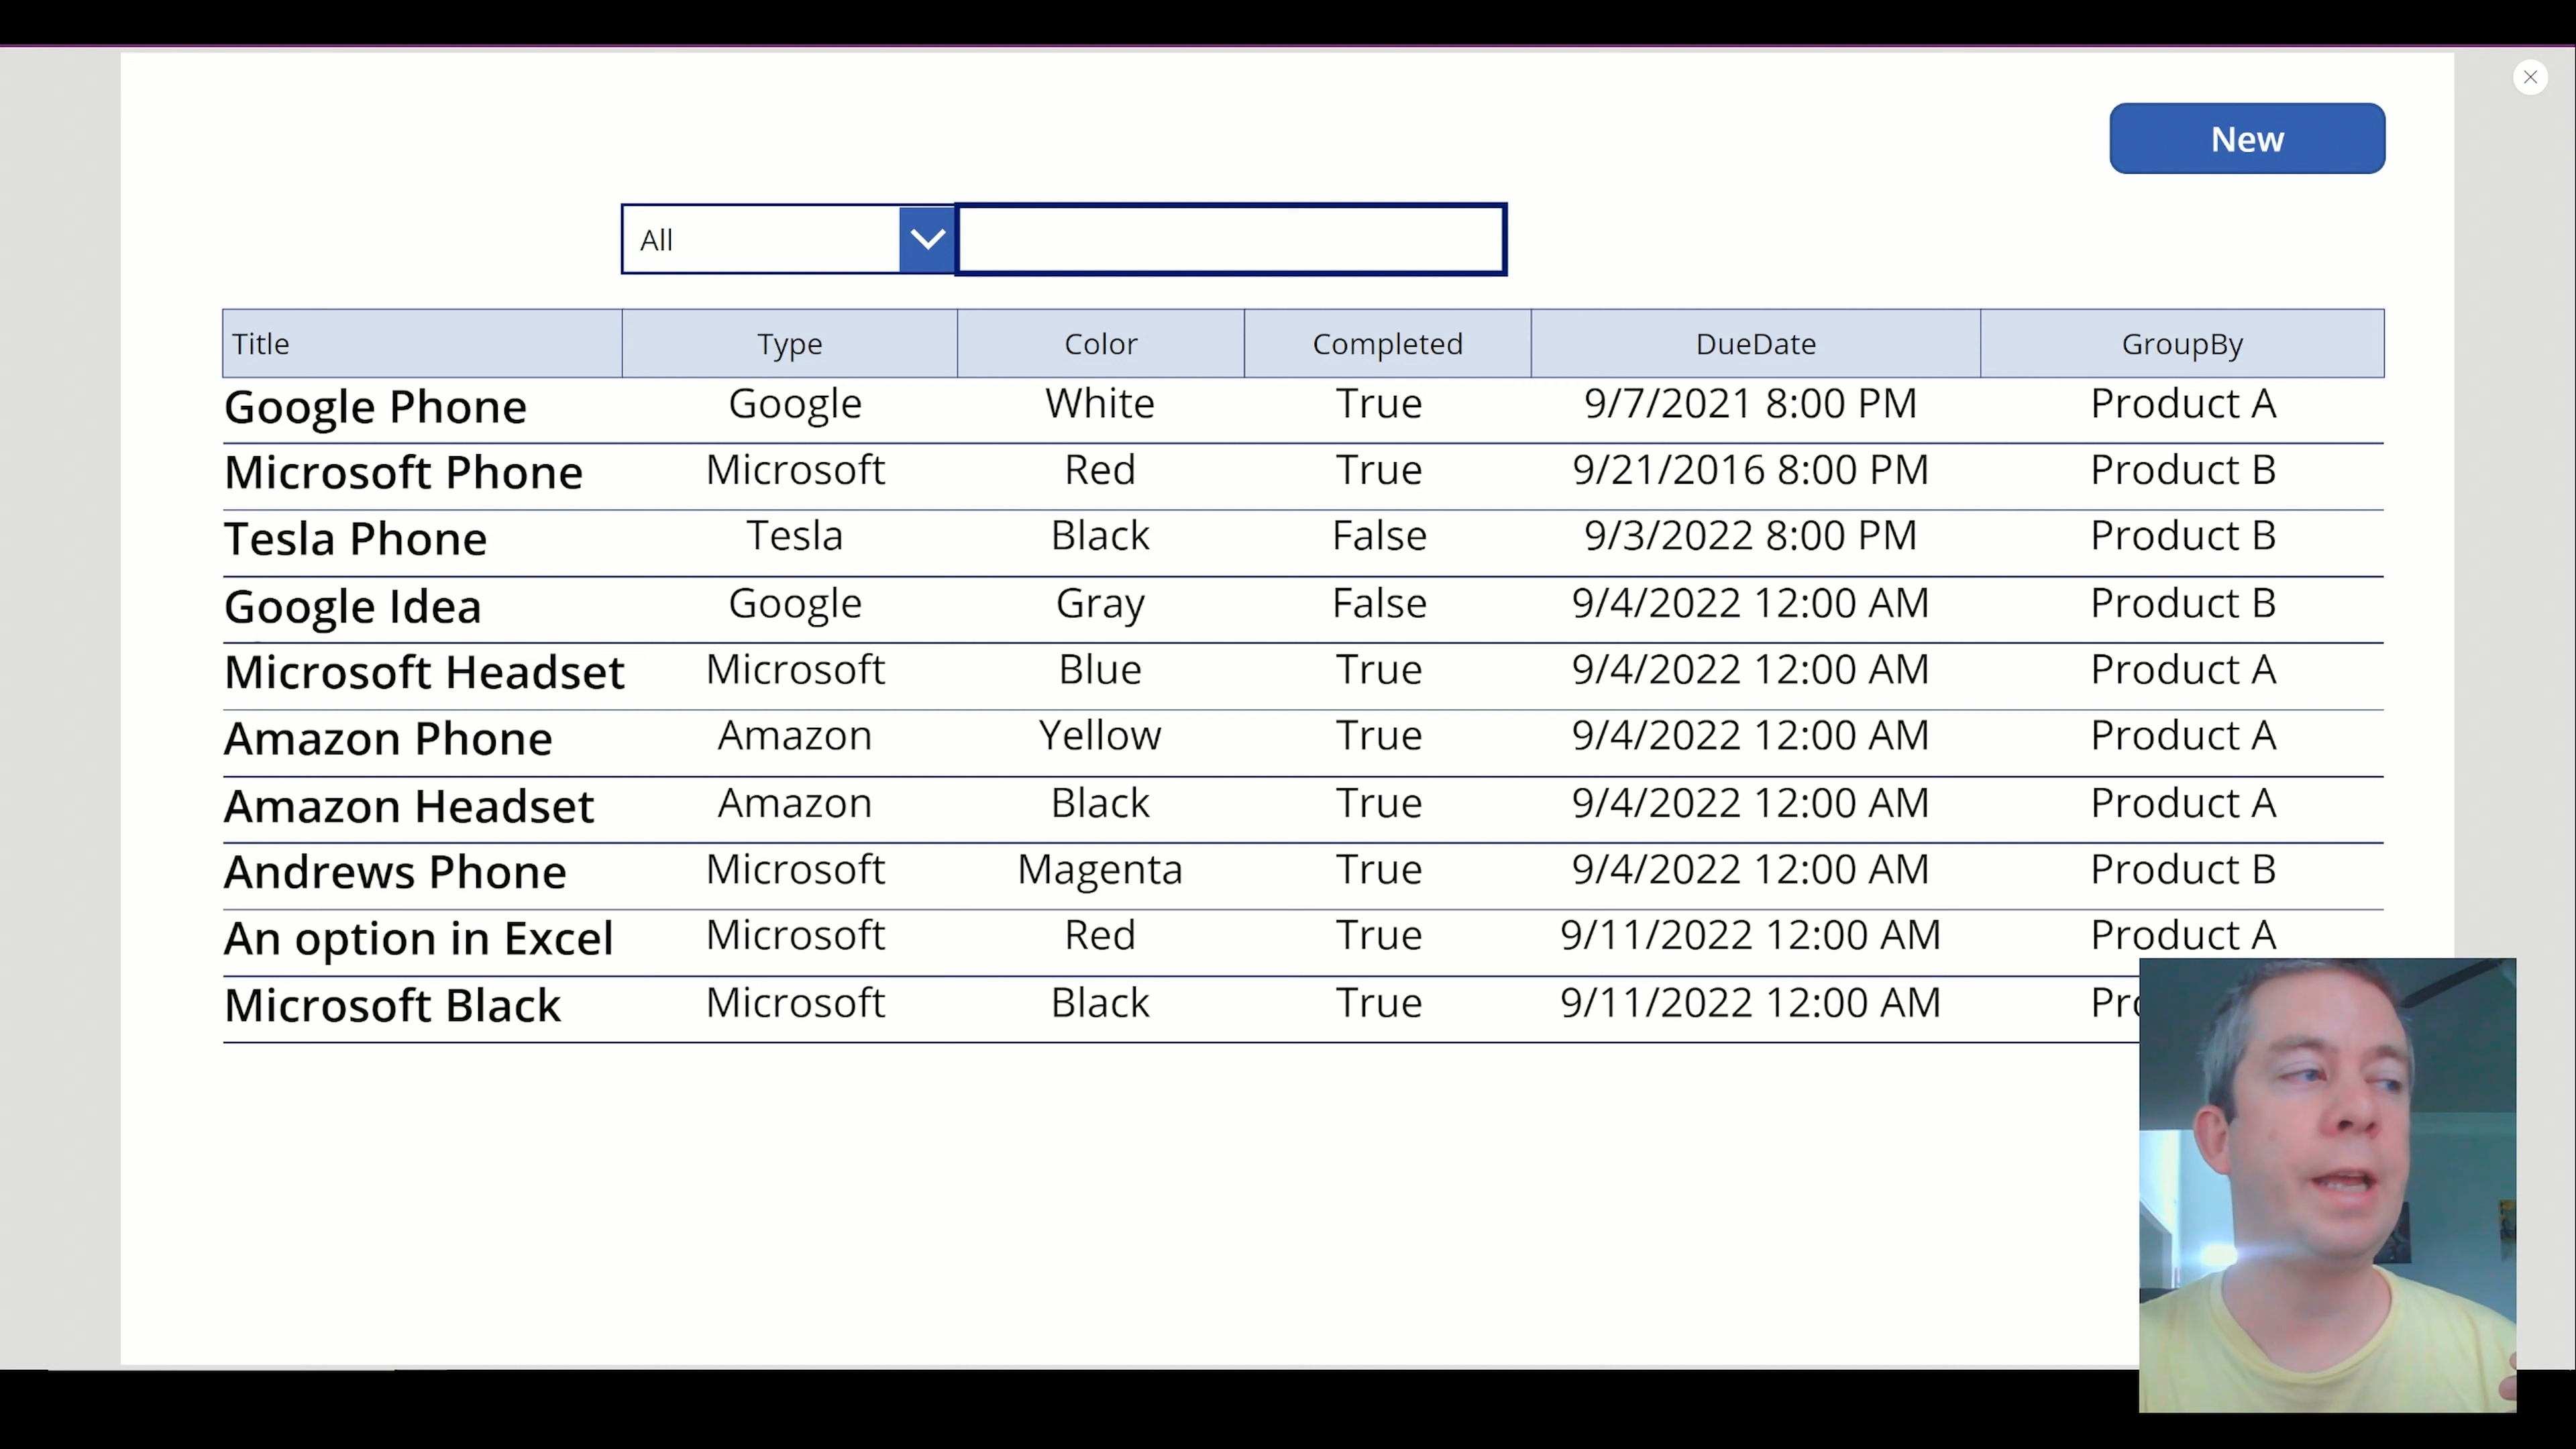 New
All
Title Type Color Completed DueDate GroupBy
Google Phone Google White True 9/7/2021 8:00 PM Product A
Microsoft Phone Microsoft Red True 9/21/2016 8:00 PM Product B
Tesla Phone Tesla Black False 9/3/2022 8:00 PM Product B
Google Idea Google Gray False 9/4/2022 12:00 AM Product B
Microsoft Headset Microsoft Blue True 9/4/2022 12:00 AM Product A
Amazon Phone Amazon Yellow True 9/4/2022 12:00 AM Product A
Amazon Headset Amazon Black True 9/4/2022 12:00 AM Product A
Andrews Phone Microsoft Magenta True 9/4/2022 12:00 AM Product B
An option in Excel Microsoft Red True 9/11/2022 12:00 AM Product A
Microsoft Black Microsoft Black True 9/11/2022 12:00 AM